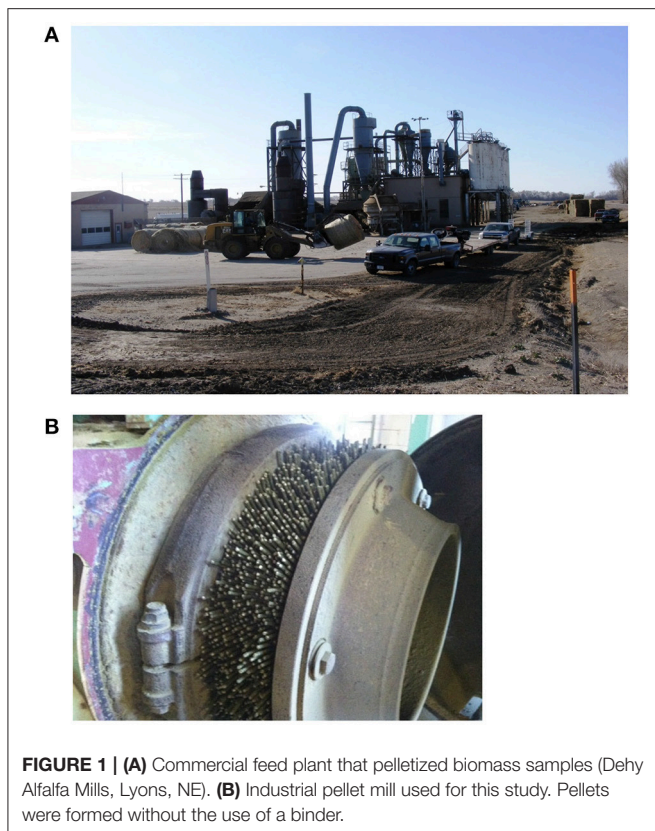 A
B
FIGURE 1 | (A) Commercial feed plant that pelletized biomass samples (Dehy
Alfalfa Mills, Lyons, NE). (B) Industrial pellet mill used for this study. Pellets
were formed without the use of a binder.